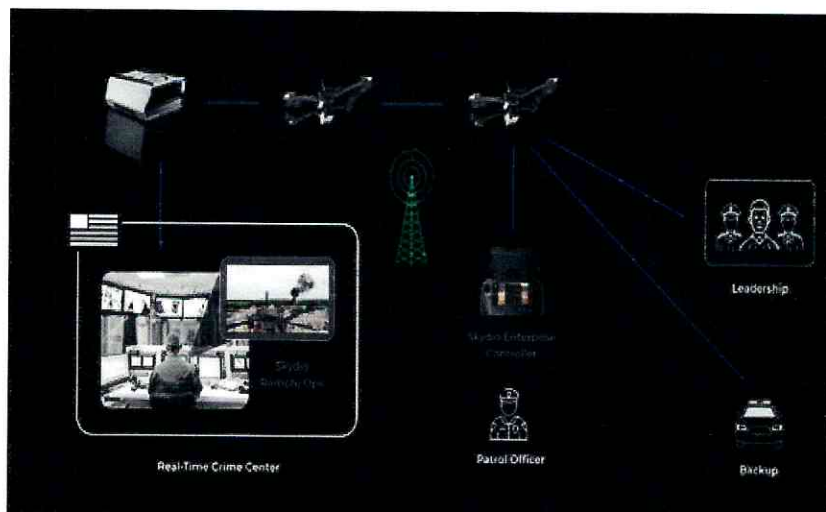 Skydio
Remote Ops
Real-Time Crime Center
Skydio Enterprise
Controller
Patrol Officer
Leadership
Backup